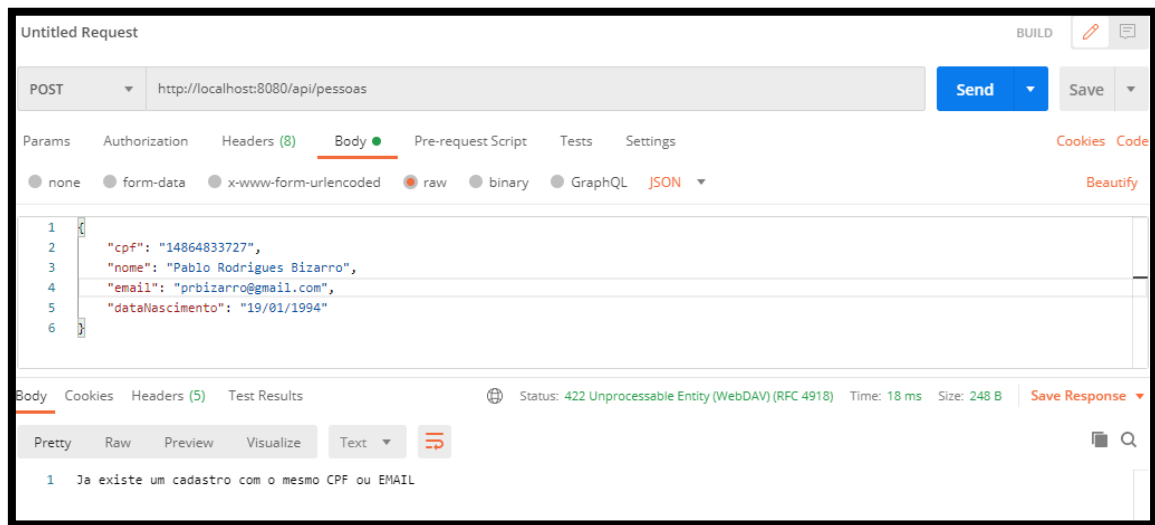 Untitled Request BUILD
POST http://localhost:8080/api/pessoas Send Save
Params Authorization Headers (8) Body Pre-request Script Tests Settings Cookies Code
none form-data x-www-form-urlencoded raw binary GraphQL JSON Beautify
1 {
2 "cpf": "14864833727",
3 "nome": "Pablo Rodrigues Bizarro",
4 "email": "prbizarro@gmail.com",
5 "dataNascimento": "19/01/1994"
6 }
Body Cookies Headers (5) Test Results Status: 422 Unprocessable Entity (WebDAV) (RFC 4918) Time: 18 ms Size: 248 B Save Response
Pretty Raw Preview Visualize Text
1 Ja existe um cadastro com o mesmo CPF ou EMAIL